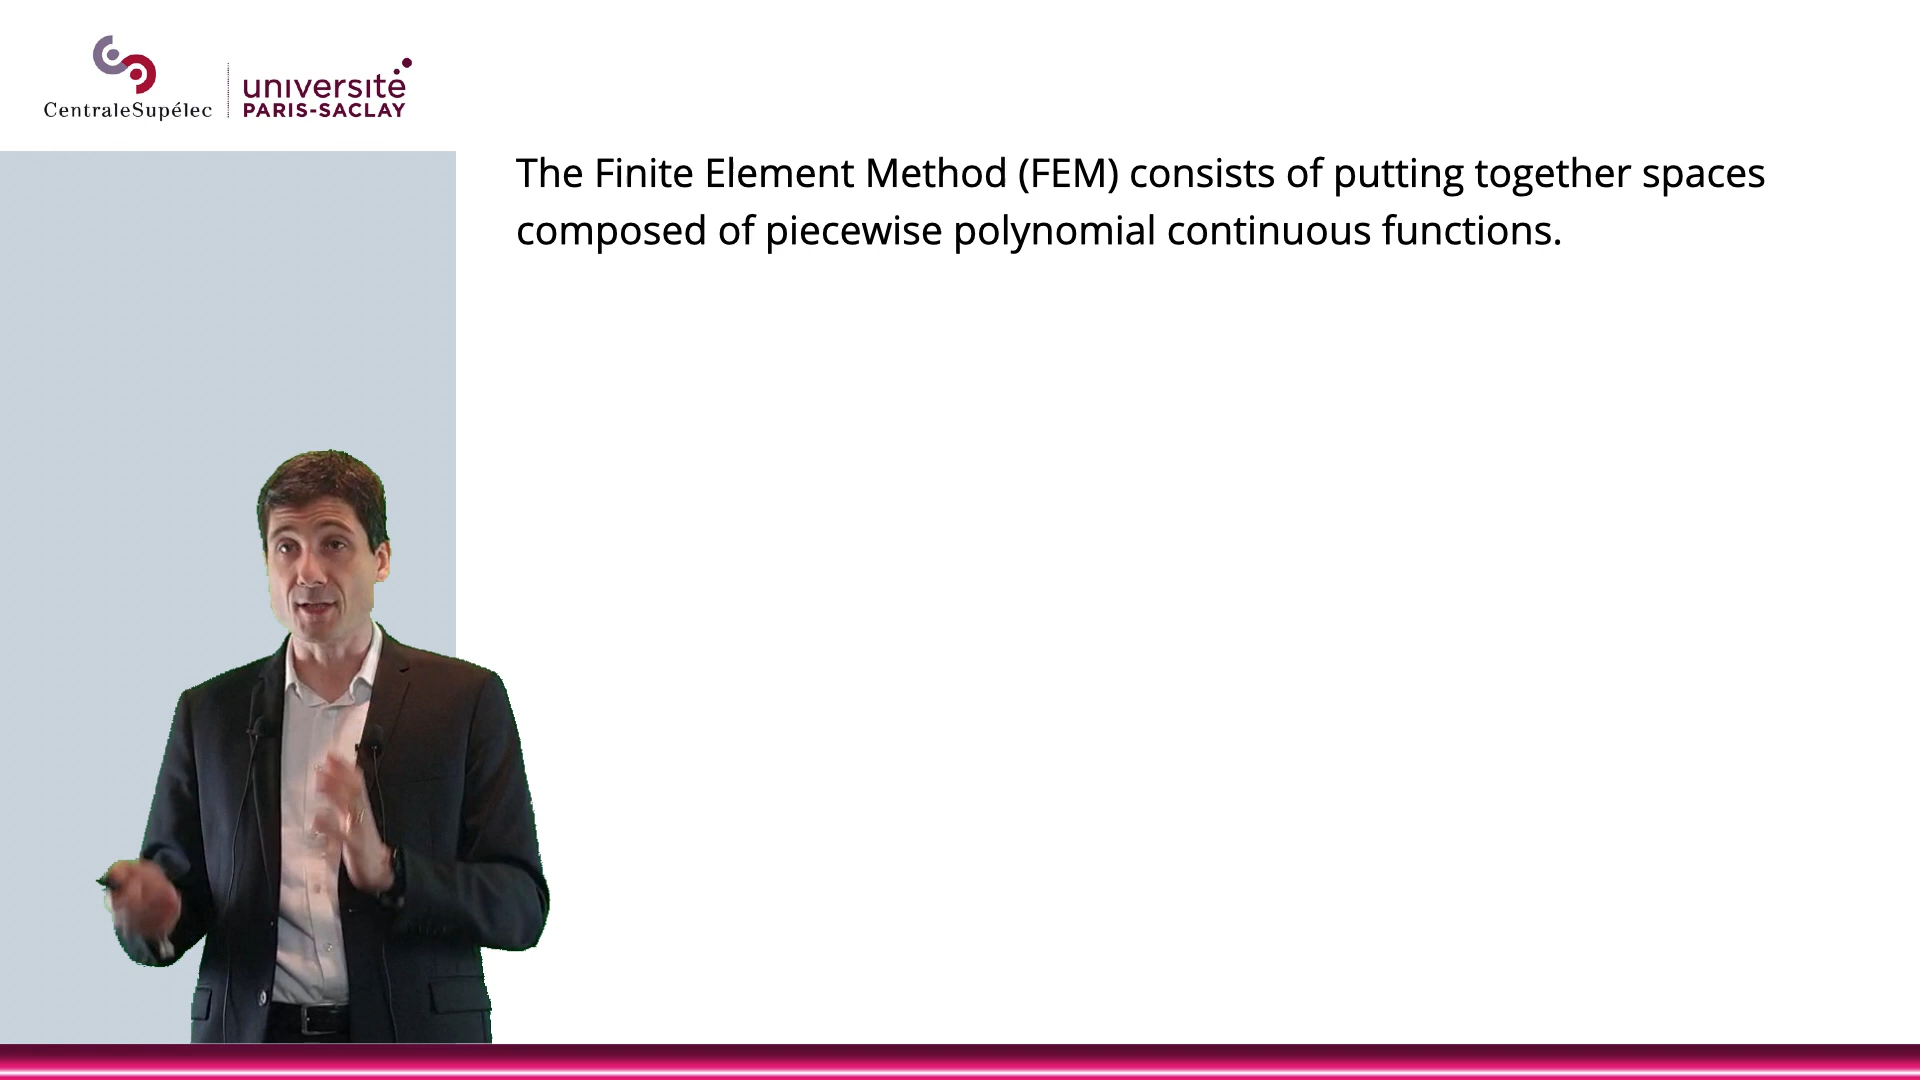 CentraleSupélec
université
PARIS-SACLAY
The Finite Element Method (FEM) consists of putting together spaces
composed of piecewise polynomial continuous functions.